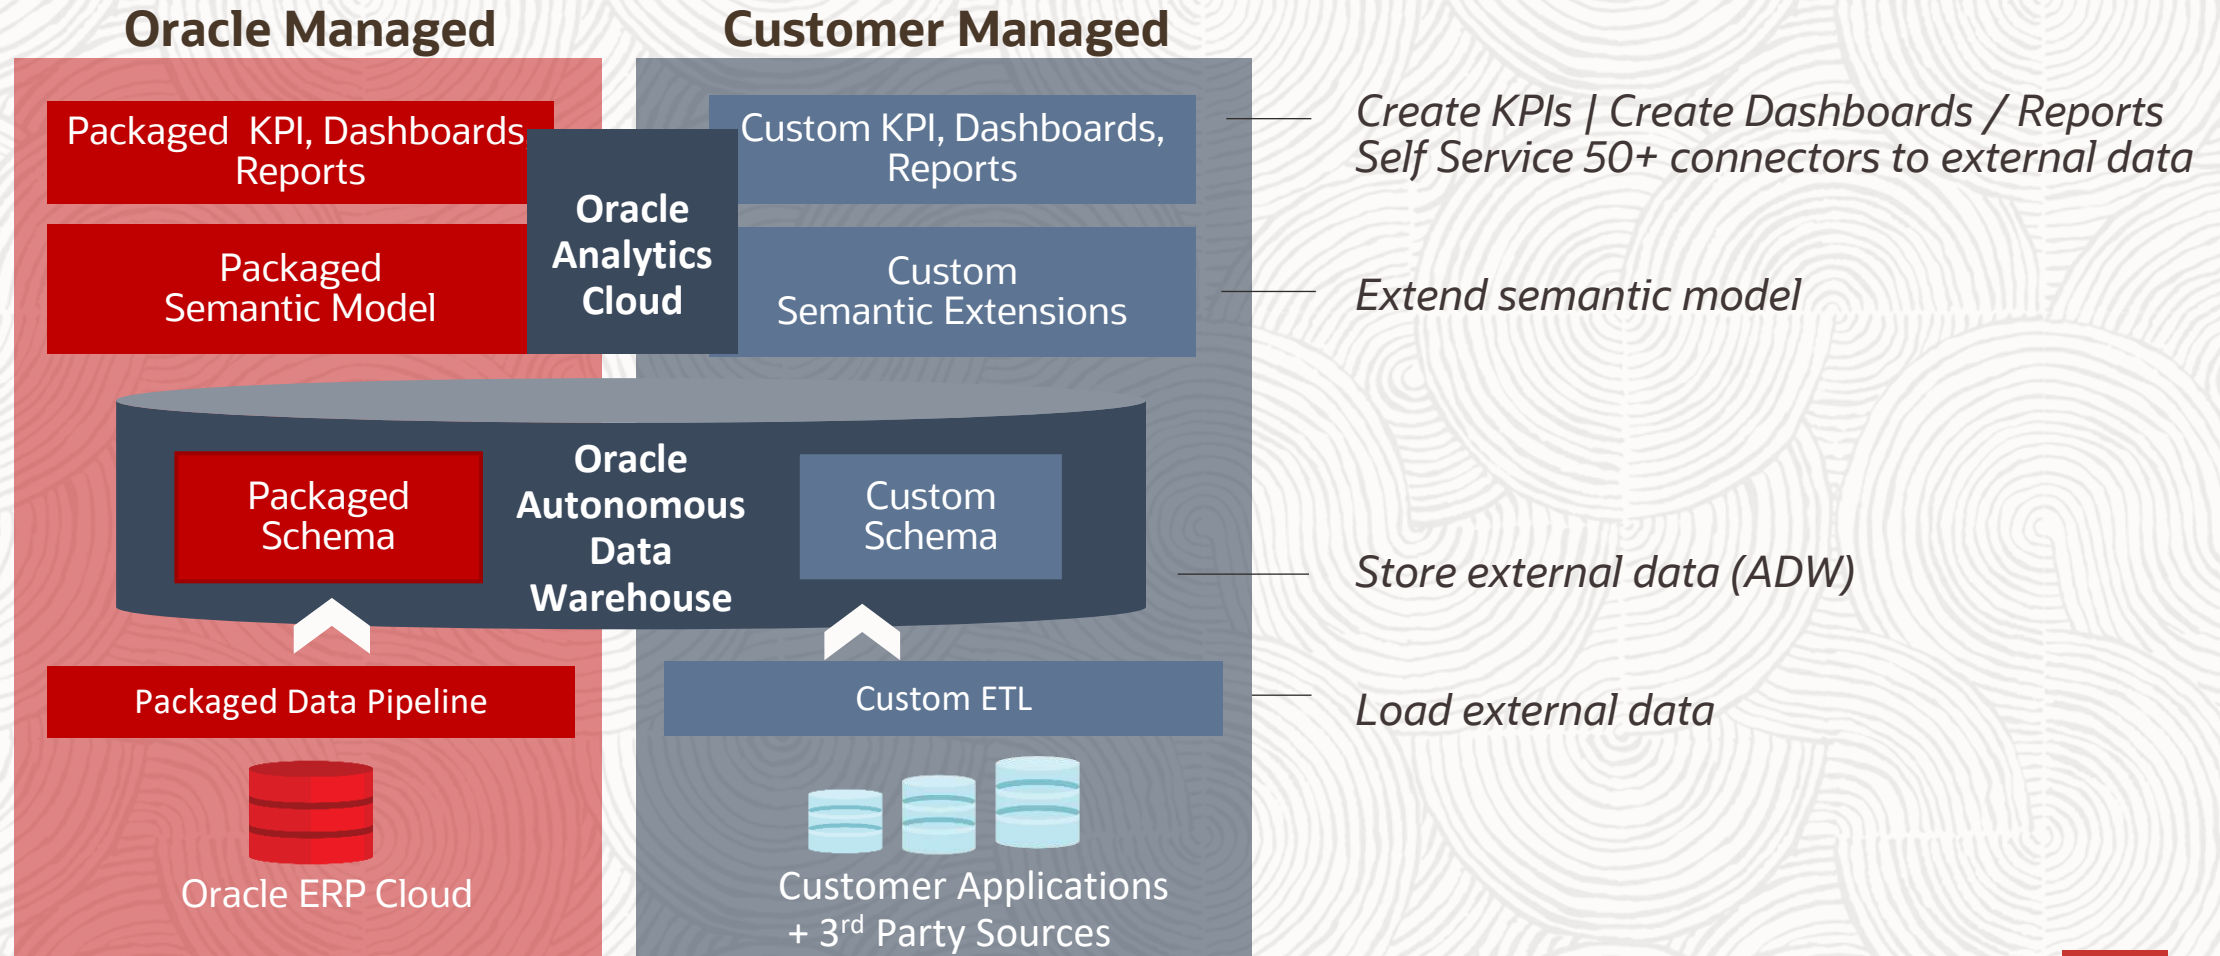 Oracle Managed
Customer Managed
Packaged KPI, Dashboards,
Reports
Oracle
Analytics
Cloud
Custom KPI, Dashboards,
Reports
Create KPIs | Create Dashboards / Reports
Self Service 50+ connectors to external data
Packaged
Semantic Model
Custom
Semantic Extensions
Extend semantic model
Packaged
Schema
Oracle
Autonomous
Data
Warehouse
Custom
Schema
Store external data (ADW)
Packaged Data Pipeline
Custom ETL
Load external data
Oracle ERP Cloud
Customer Applications
+ 3rd Party Sources